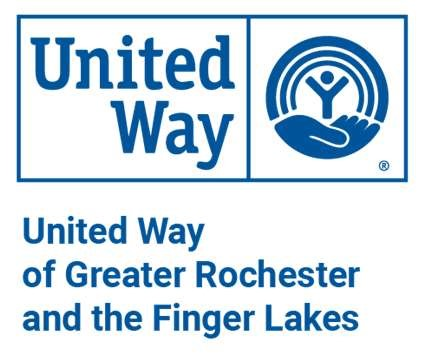 United
Way
®
United Way
of Greater Rochester
and the Finger Lakes